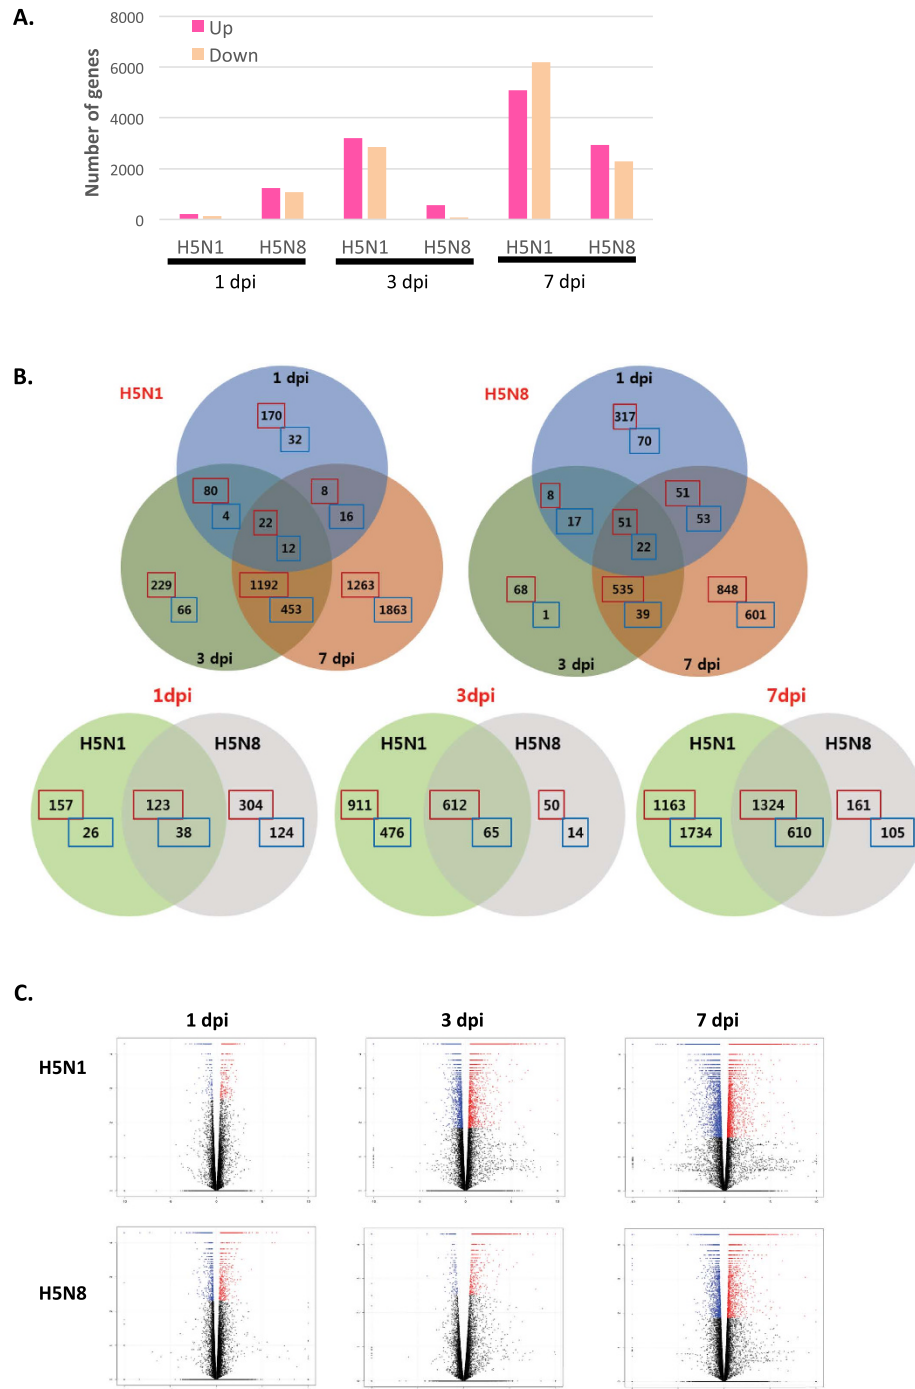 A.
8000
Up
Down
6000
4000
2000
0
Number of genes
H5N1 H5N8 H5N1 H5N8 H5N1 H5N8
1 dpi 3 dpi 7 dpi
B.
H5N1
1 dpi
170
32
80
4
8
16
22
12
229
66
1192
453
1263
1863
3 dpi
7 dpi
H5N8
1 dpi
317
70
8
17
51
53
51
22
68
1
535
39
848
601
3 dpi
7 dpi
1dpi
H5N1 H5N8
157 123 304
26 38 124
3dpi
H5N1 H5N8
911 612 50
476 65 14
7dpi
H5N1 H5N8
1163 1324 161
1734 610 105
C.
1 dpi 3 dpi 7 dpi
H5N1
H5N8